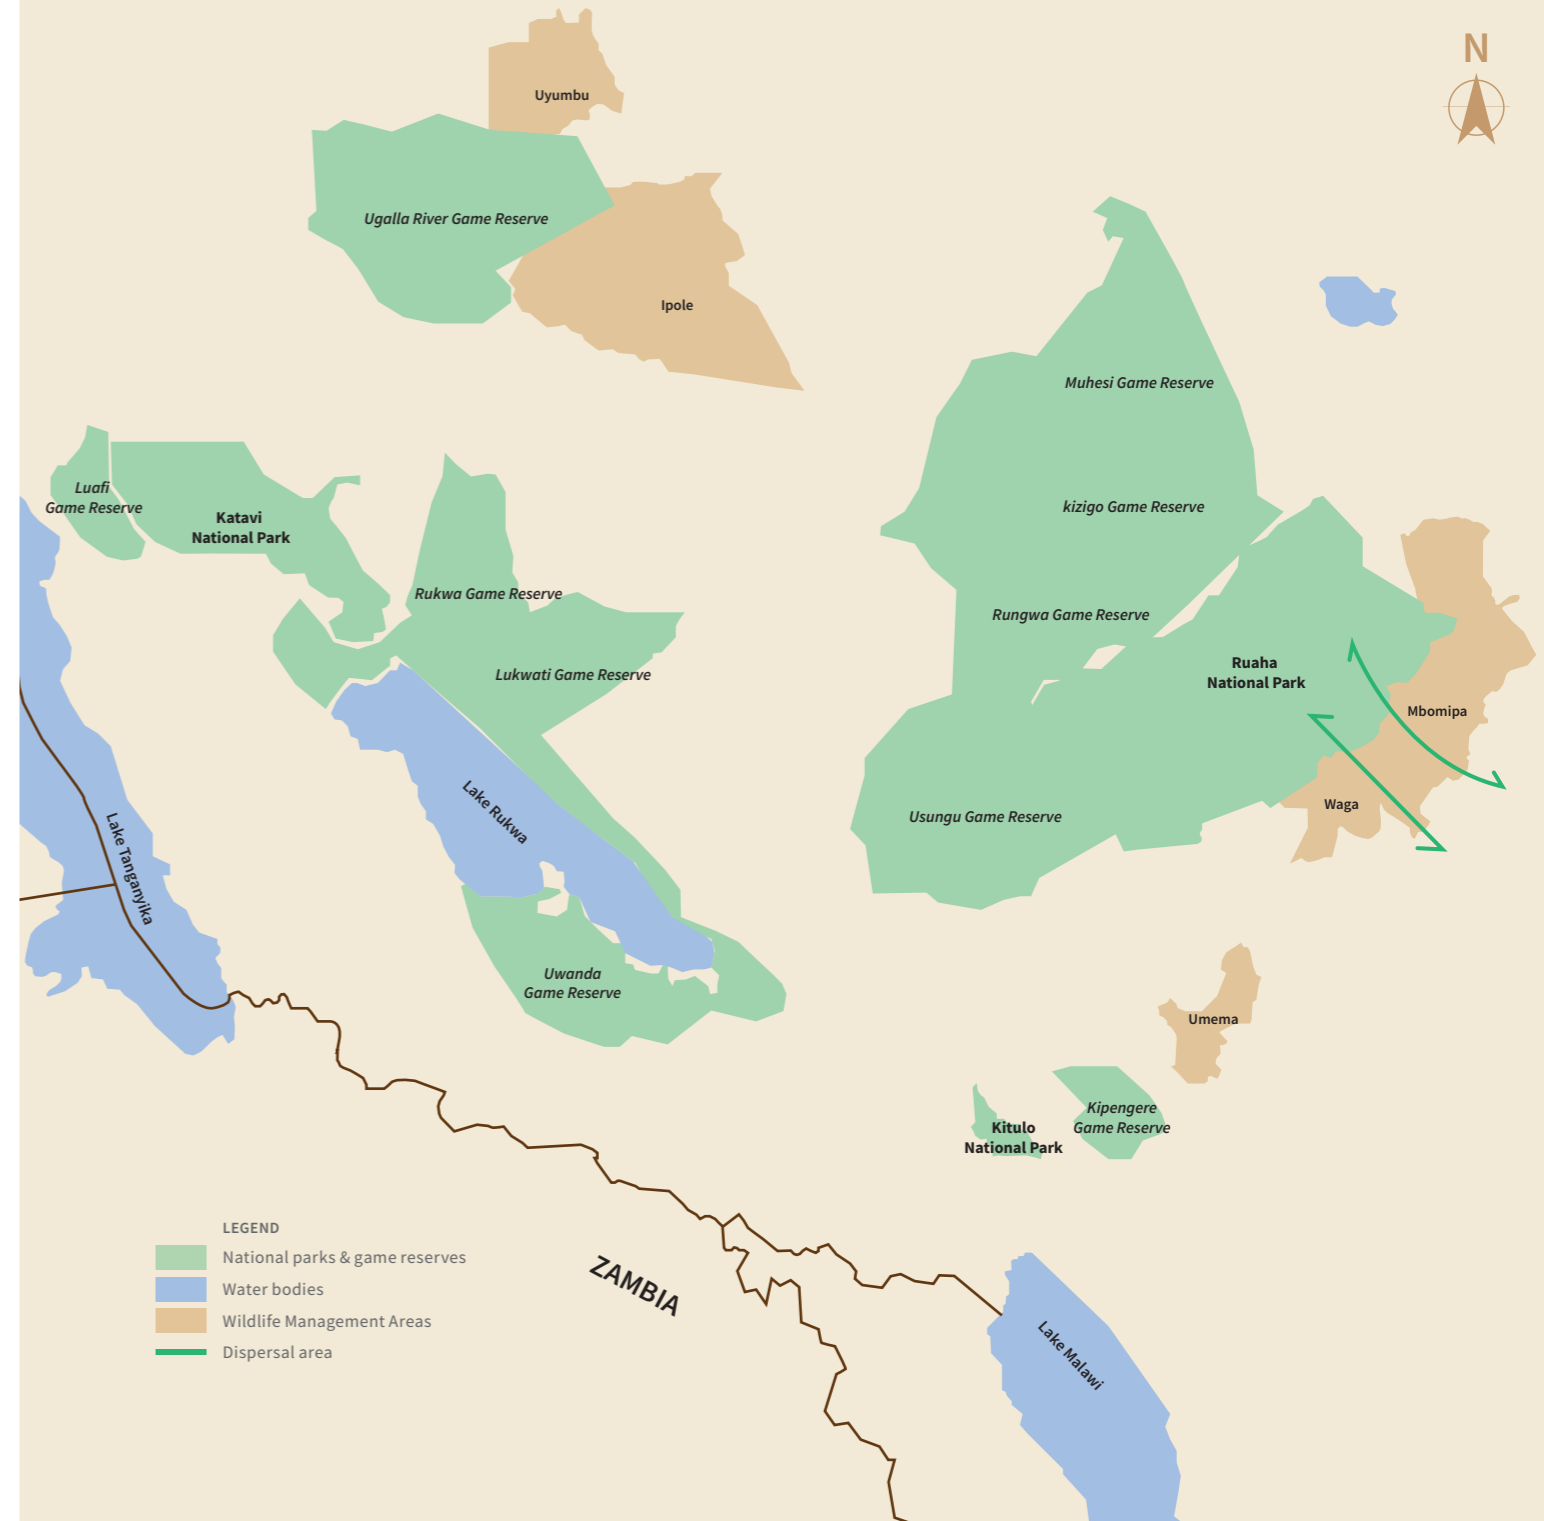 N
Uyumbu
Ugalla River Game Reserve
Ipole
Muhesi Game Reserve
Luafi
Game Reserve
Katavi
National Park
kizigo Game Reserve
Rukwa Game Reserve
Rungwa Game Reserve
Lukwati Game Reserve
Ruaha
National Park
Mbomipa
Waga
Lake Rukwa
Usungu Game Reserve
Lake Tanganyika
Uwanda
Game Reserve
Umema
Kitulo
National Park
Kipengere
Game Reserve
LEGEND
National parks & game reserves
Water bodies
Wildlife Management Areas
Dispersal area
ZAMBIA
Lake Malawi